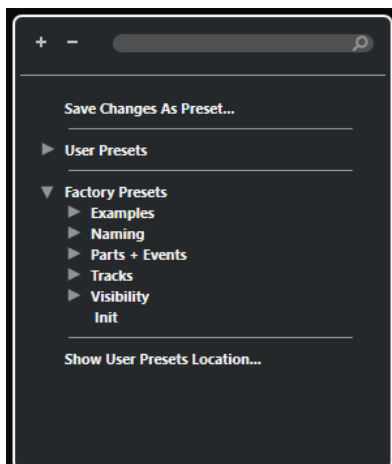 + −
Save Changes As Preset...
User Presets
Factory Presets
Examples
Naming
Parts + Events
Tracks
Visibility
Init
Show User Presets Location...